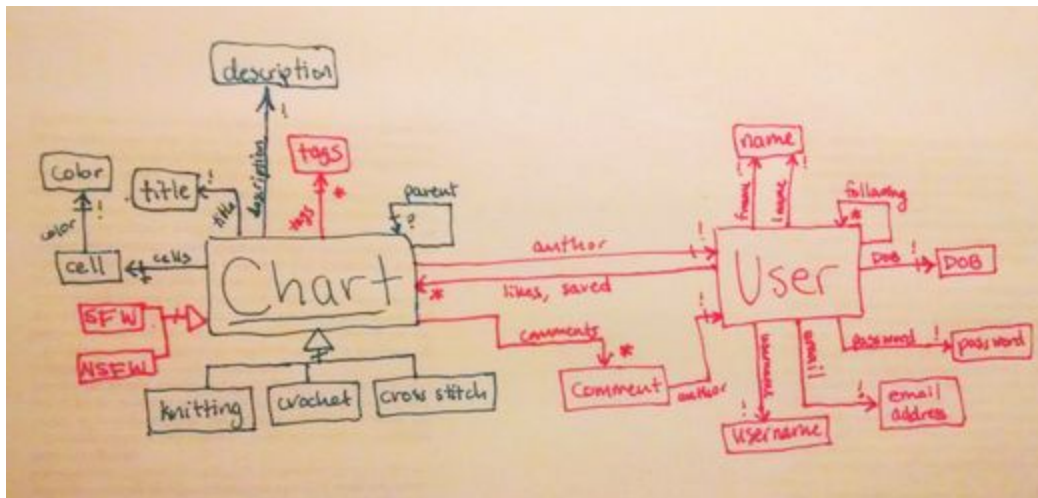 description
!
description
tags
*
tags
color
!
color
title
!
title
parent
?
cell
cells
Chart
SFW
NSFW
knitting
crochet
cross stitch
author
!
likes, saved
*
comments
*
Comment
author
!
name
!
!
fname
lname
following
*
User
DOB
!
DOB
password
!
password
email
!
email
address
username
!
username